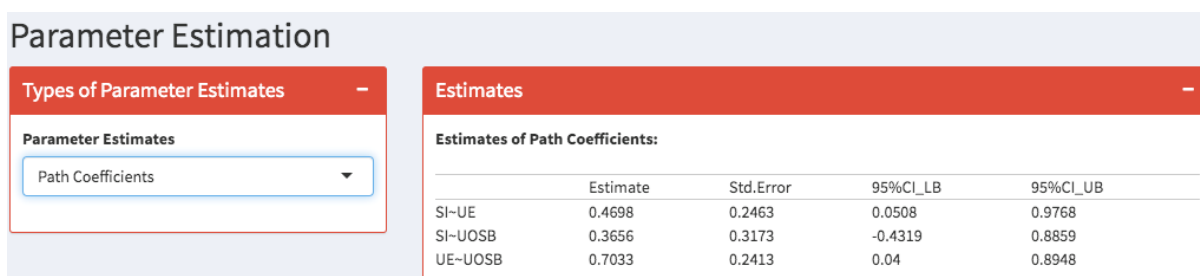 Parameter Estimation
Types of Parameter Estimates −
Parameter Estimates
Path Coefficients
Estimates −
Estimates of Path Coefficients:
Estimate Std.Error 95%CI_LB 95%CI_UB
SI~UE 0.4698 0.2463 0.0508 0.9768
SI~UOSB 0.3656 0.3173 -0.4319 0.8859
UE~UOSB 0.7033 0.2413 0.04 0.8948